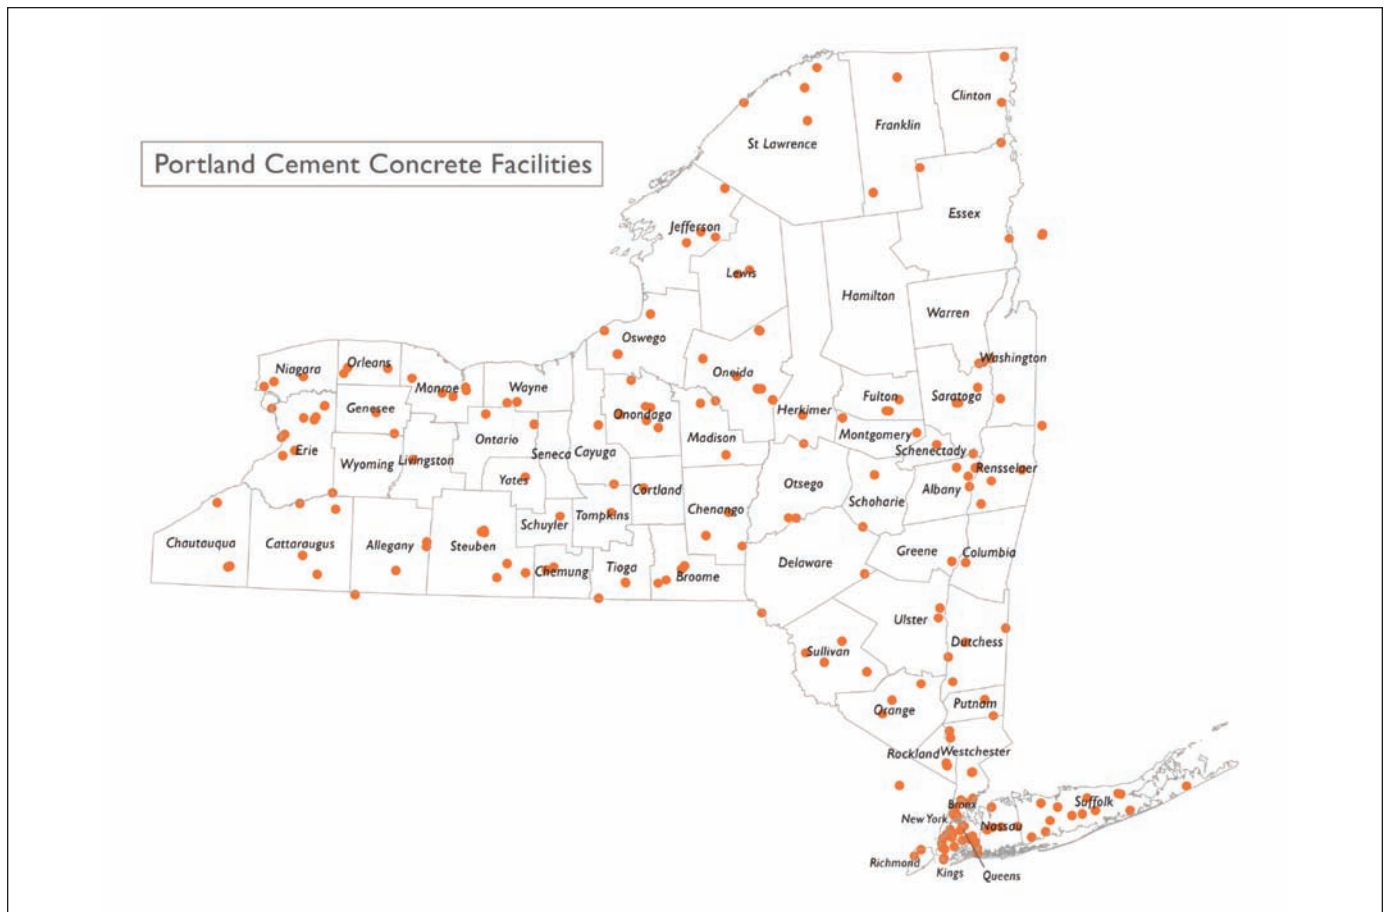 Portland Cement Concrete Facilities
Clinton
Franklin
St Lawrence
Essex
Jefferson
Lewis
Hamilton
Warren
Oswego
Washington
Orleans
Niagara
Oneida
Monroe
Wayne
Fulton
Saratoga
Genesee
Herkimer
Onondaga
Montgomery
Madison
Ontario
Schenectady
Erie
Seneca
Cayuga
Livingston
Wyoming
Rensselaer
Yates
Otsego
Albany
Cortland
Schoharie
Chenango
Tompkins
Schuyler
Chautauqua
Cattaraugus
Allegany
Steuben
Greene
Columbia
Delaware
Tioga
Chemung
Broome
Ulster
Dutchess
Sullivan
Putnam
Orange
Rockland
Westchester
Suffolk
Bronx
New York
Nassau
Richmond
Kings
Queens